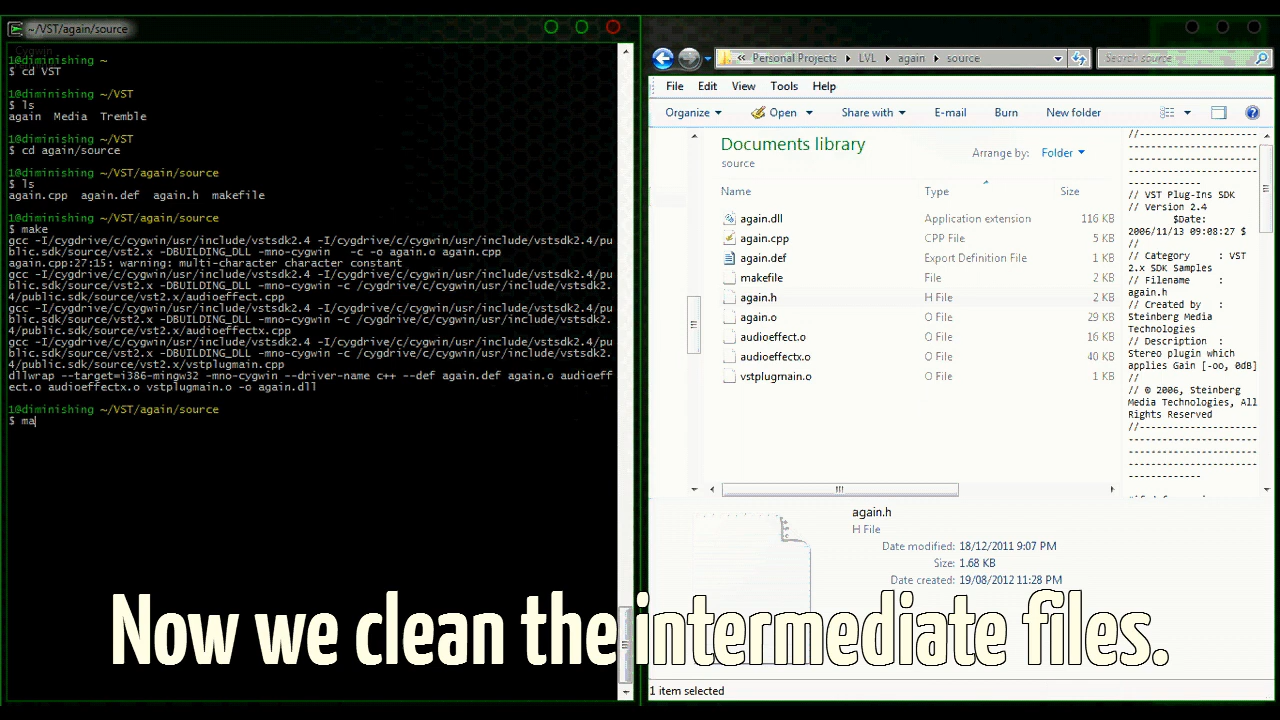 ~/VST/again/source
Cygwin
1@diminishing ~
$ cd VST
1@diminishing ~/VST
$ ls
again  Media  Tremble
1@diminishing ~/VST
$ cd again/source
1@diminishing ~/VST/again/source
$ ls
again.cpp  again.def  again.h  makefile
1@diminishing ~/VST/again/source
$ make
gcc -I/cygdrive/c/cygwin/usr/include/vstsdk2.4 -I/cygdrive/c/cygwin/usr/include/vstsdk2.4/pu
blic.sdk/source/vst2.x -DBUILDING_DLL -mno-cygwin   -c -o again.o again.cpp
again.cpp:27:15: warning: multi-character character constant
gcc -I/cygdrive/c/cygwin/usr/include/vstsdk2.4 -I/cygdrive/c/cygwin/usr/include/vstsdk2.4/pu
blic.sdk/source/vst2.x -DBUILDING_DLL -mno-cygwin -c /cygdrive/c/cygwin/usr/include/vstsdk2.
4/public.sdk/source/vst2.x/audioeffect.cpp
gcc -I/cygdrive/c/cygwin/usr/include/vstsdk2.4 -I/cygdrive/c/cygwin/usr/include/vstsdk2.4/pu
blic.sdk/source/vst2.x -DBUILDING_DLL -mno-cygwin -c /cygdrive/c/cygwin/usr/include/vstsdk2.
4/public.sdk/source/vst2.x/audioeffectx.cpp
gcc -I/cygdrive/c/cygwin/usr/include/vstsdk2.4 -I/cygdrive/c/cygwin/usr/include/vstsdk2.4/pu
blic.sdk/source/vst2.x -DBUILDING_DLL -mno-cygwin -c /cygdrive/c/cygwin/usr/include/vstsdk2.
4/public.sdk/source/vst2.x/vstplugmain.cpp
dllwrap --target=i386-mingw32 -mno-cygwin --driver-name c++ --def again.def again.o audioeff
ect.o audioeffectx.o vstplugmain.o -o again.dll
1@diminishing ~/VST/again/source
$ ma
« Personal Projects LVL again source
Search source
File Edit View Tools Help
Organize Open Share with E-mail Burn New folder
Documents library
source
Arrange by: Folder
Name Type Size
again.dll Application extension 116 KB
again.cpp CPP File 5 KB
again.def Export Definition File 1 KB
makefile File 2 KB
again.h H File 2 KB
again.o O File 29 KB
audioeffect.o O File 16 KB
audioeffectx.o O File 40 KB
vstplugmain.o O File 1 KB
//-------------------
---------------------
---------------------
------------
// VST Plug-Ins SDK
// Version 2.4
$Date:
2006/11/13 09:08:27 $
//
// Category : VST
2.x SDK Samples
// Filename :
again.h
// Created by :
Steinberg Media
Technologies
// Description :
Stereo plugin which
applies Gain [-oo, 0dB]
//
// © 2006, Steinberg
Media Technologies, All
Rights Reserved
//-------------------
---------------------
---------------------
------------
again.h
H File
Date modified: 18/12/2011 9:07 PM
Size: 1.68 KB
Date created: 19/08/2012 11:28 PM
Now we clean the intermediate files.
1 item selected